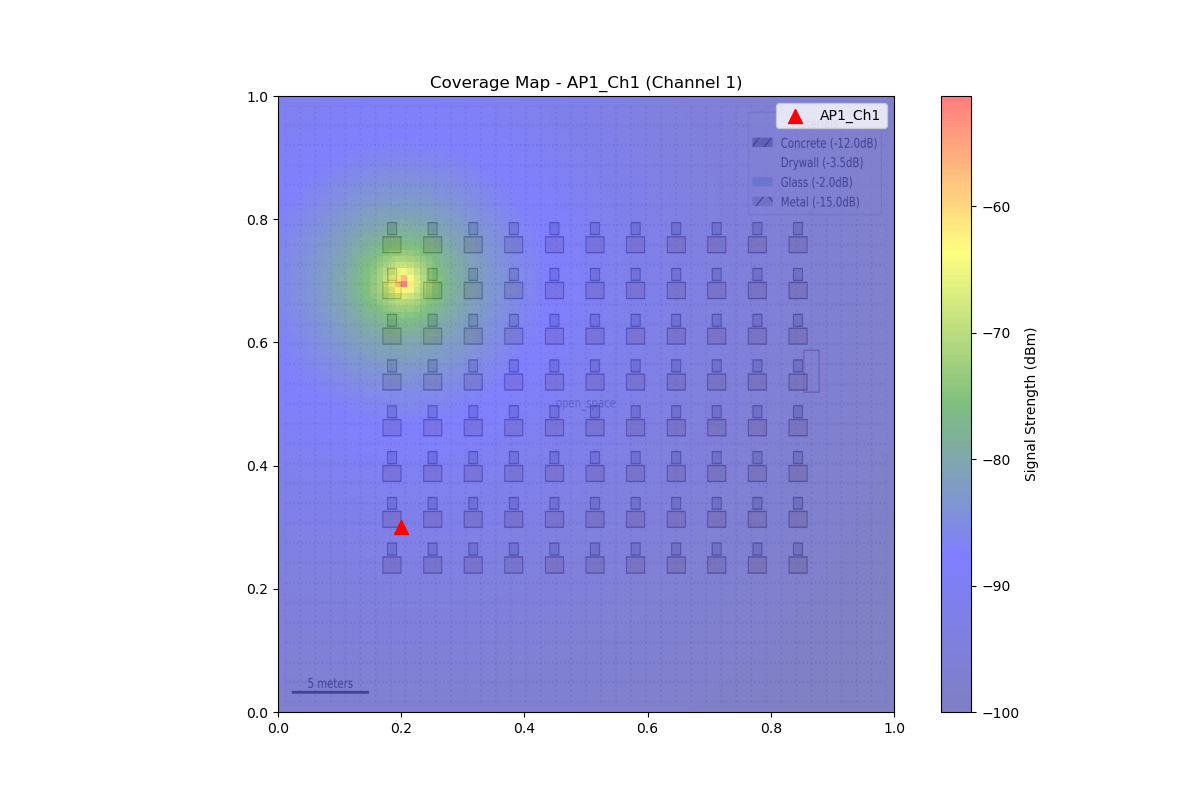 Coverage Map - AP1_Ch1 (Channel 1)
AP1_Ch1
Concrete (-12.0dB)
Drywall (-3.5dB)
Glass (-2.0dB)
Metal (-15.0dB)
open_space
5 meters
1.0
0.8
0.6
0.4
0.2
0.0
0.0
0.2
0.4
0.6
0.8
1.0
−60
−70
−80
−90
−100
Signal Strength (dBm)